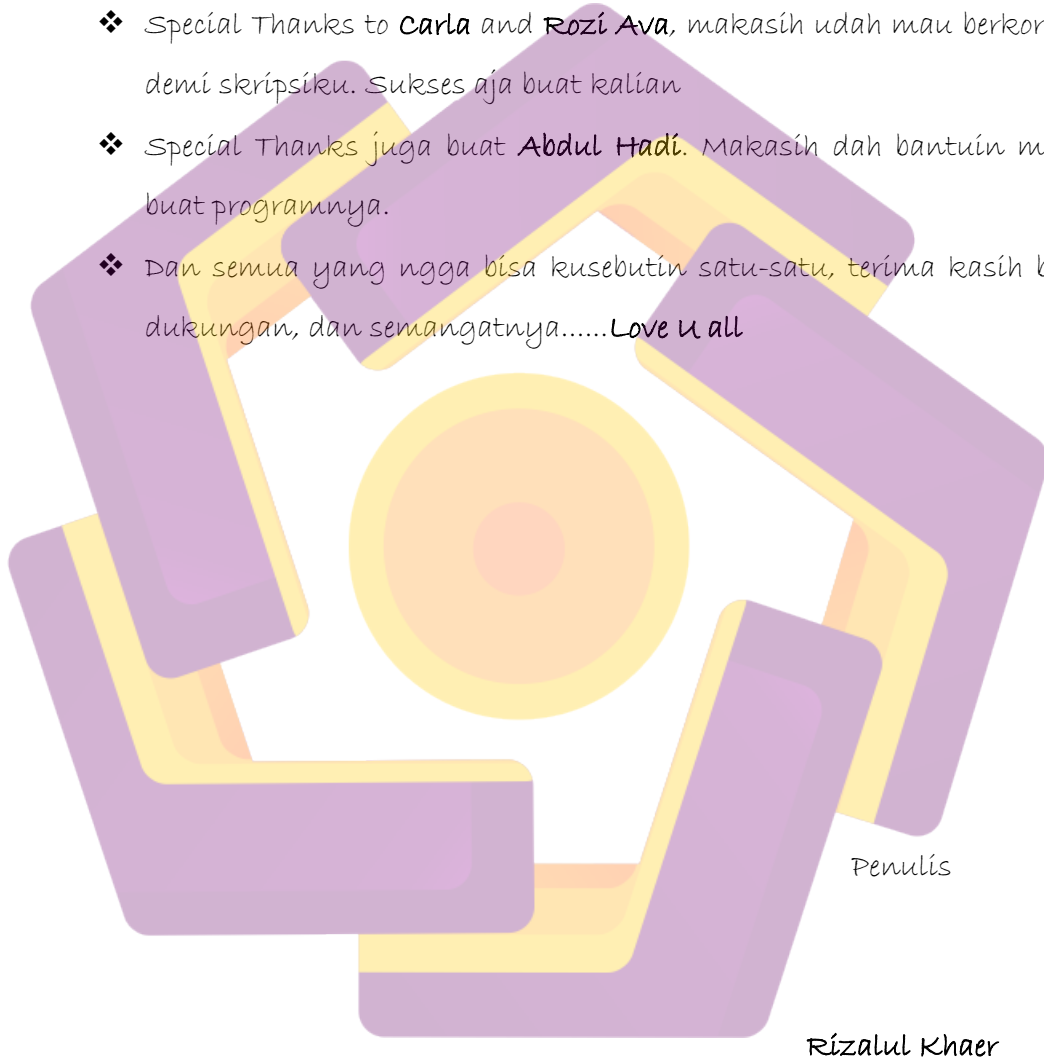 ❖ Special Thanks to Carla and Rozi Ava, makasih udah mau berkor
demi skripsiku. Sukses aja buat kalian
❖ Special Thanks juga buat Abdul Hadi. Makasih dah bantuin m
buat programnya.
❖ Dan semua yang ngga bisa kusebutin satu-satu, terima kasih b
dukungan, dan semangatnya......Love U all
Penulis
Rizalul Khaer